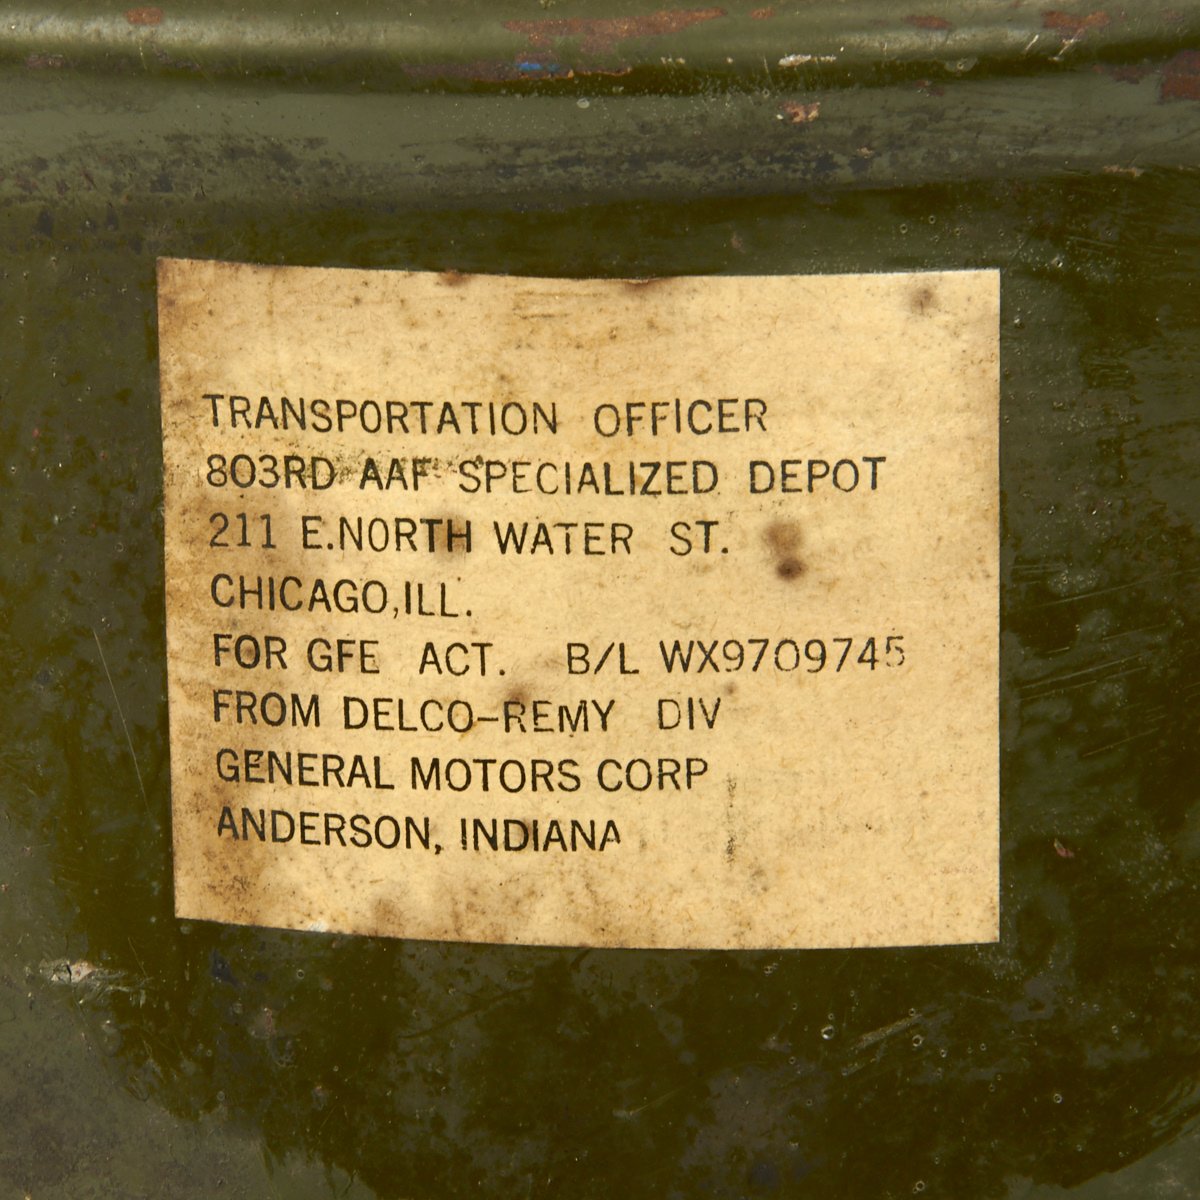 TRANSPORTATION OFFICER
803RD AAF SPECIALIZED DEPOT
211 E.NORTH WATER ST.
CHICAGO,ILL.
FOR GFE ACT. B/L WX9709745
FROM DELCO-REMY DIV
GENERAL MOTORS CORP
ANDERSON, INDIANA